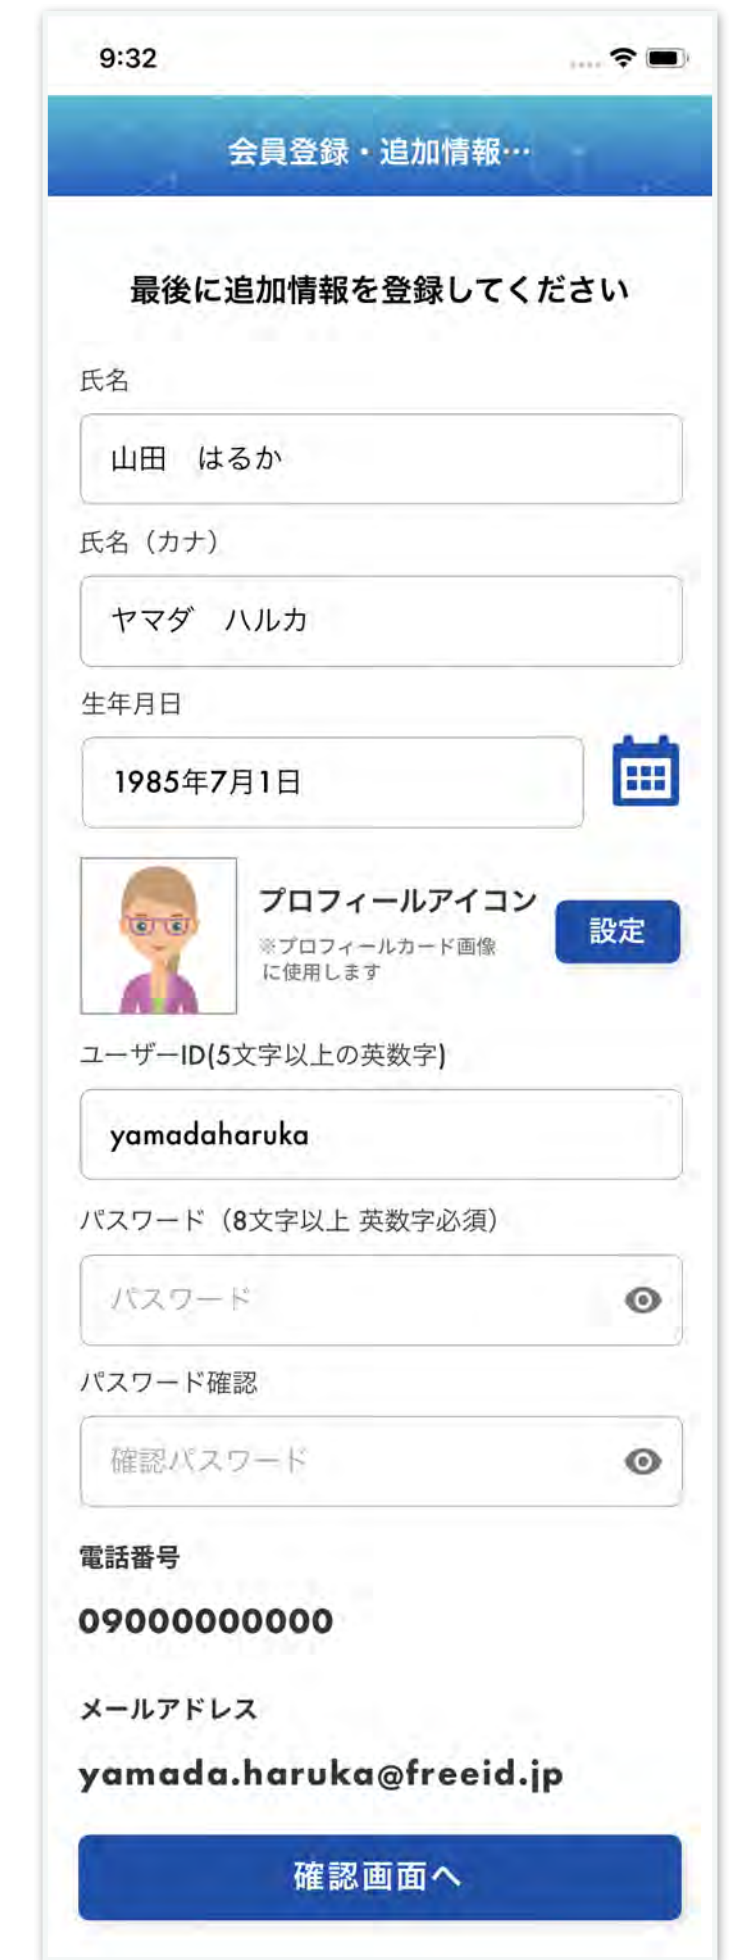 9:32
会員登録・追加情報…
最後に追加情報を登録してください
氏名
山田　はるか
氏名（カナ）
ヤマダ　ハルカ
生年月日
1985年7月1日
プロフィールアイコン
※プロフィールカード画像
に使用します
設定
ユーザーID(5文字以上の英数字)
yamadaharuka
パスワード（8文字以上 英数字必須）
パスワード
パスワード確認
確認パスワード
電話番号
09000000000
メールアドレス
yamada.haruka@freeid.jp
確認画面へ